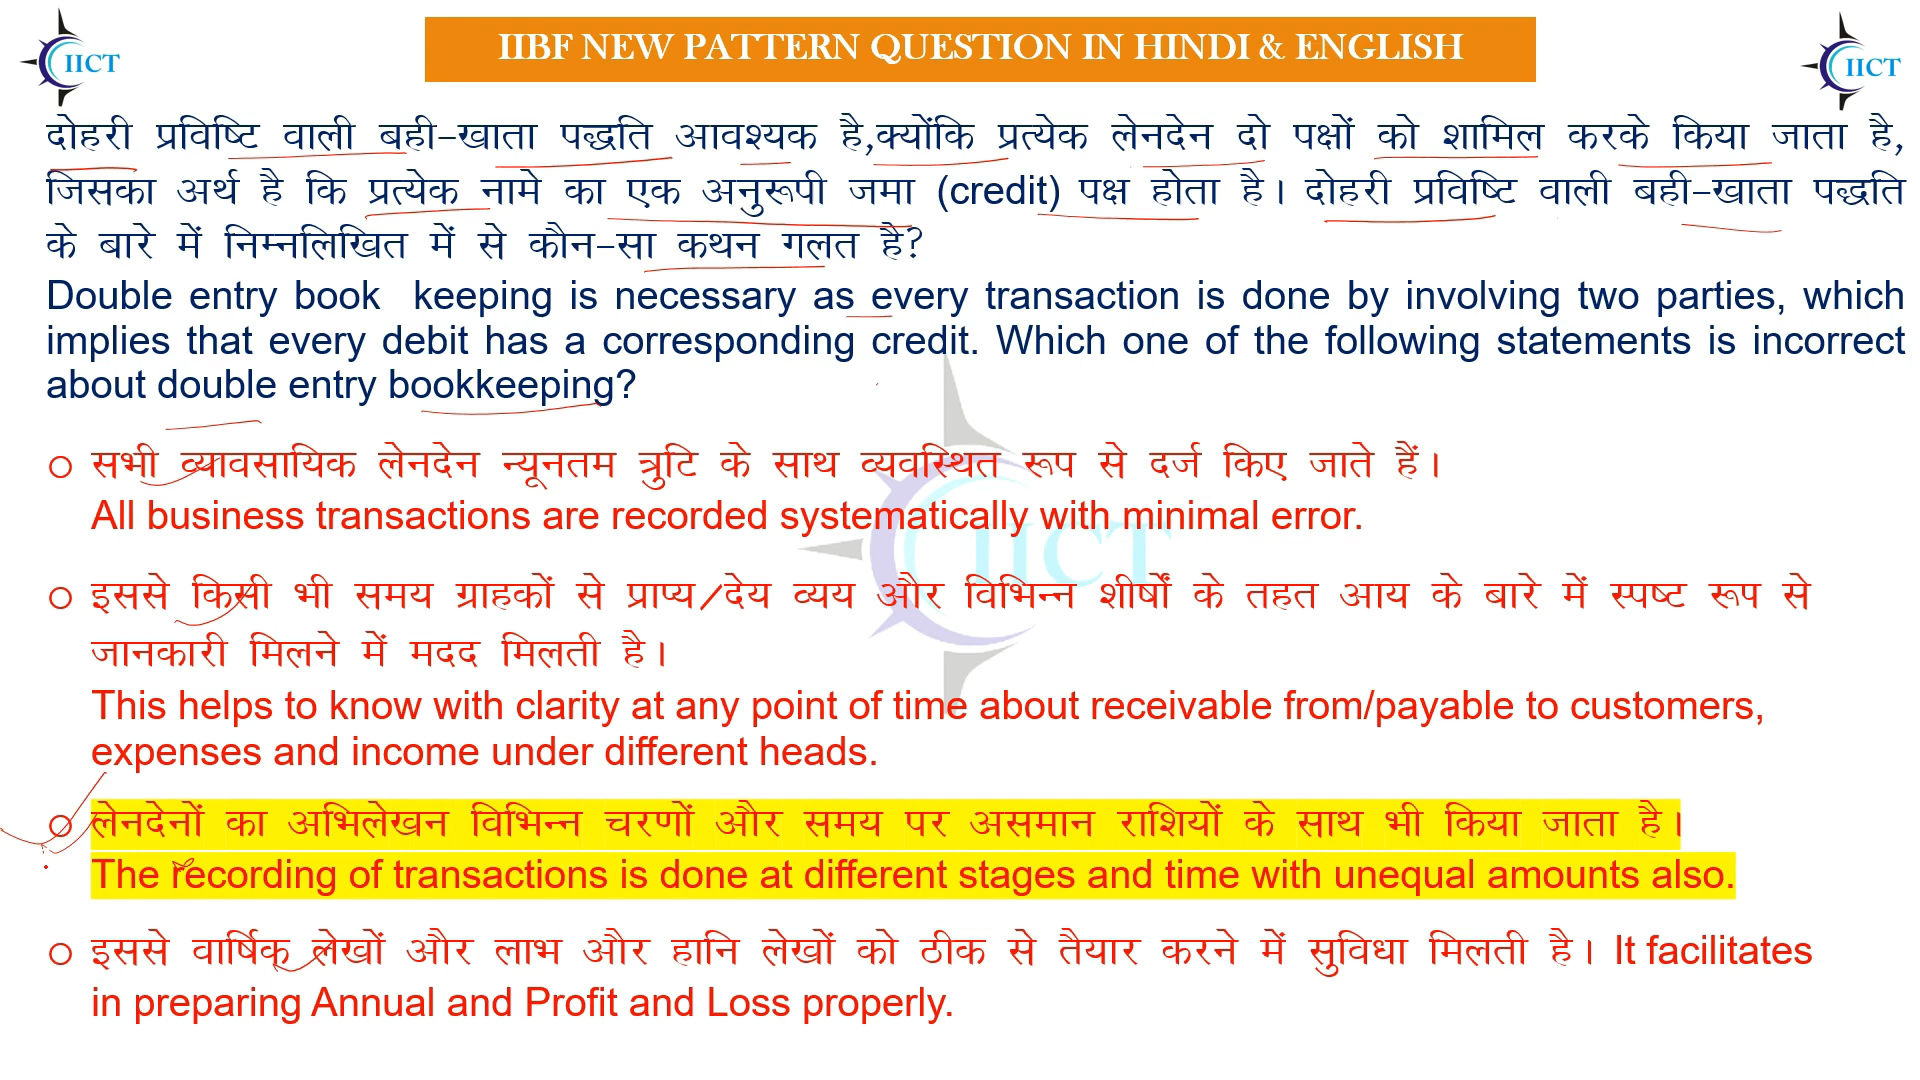 IICT
IIBF NEW PATTERN QUESTION IN HINDI & ENGLISH
IICT
दोहरी प्रविष्टि वाली बही-खाता पद्धति आवश्यक है,क्योंकि प्रत्येक लेनदेन दो पक्षों को शामिल करके किया जाता है,
जिसका अर्थ है कि प्रत्येक नामे का एक अनुरूपी जमा (credit) पक्ष होता है। दोहरी प्रविष्टि वाली बही-खाता पद्धति
के बारे में निम्नलिखित में से कौन-सा कथन गलत है?
Double entry book keeping is necessary as every transaction is done by involving two parties, which
implies that every debit has a corresponding credit. Which one of the following statements is incorrect
about double entry bookkeeping?
सभी व्यावसायिक लेनदेन न्यूनतम त्रुटि के साथ व्यवस्थित रूप से दर्ज किए जाते हैं।
All business transactions are recorded systematically with minimal error.
IICT
इससे किसी भी समय ग्राहकों से प्राप्य/देय व्यय और विभिन्न शीर्षों के तहत आय के बारे में स्पष्ट रूप से
जानकारी मिलने में मदद मिलती है।
This helps to know with clarity at any point of time about receivable from/payable to customers,
expenses and income under different heads.
लेनदेनों का अभिलेखन विभिन्न चरणों और समय पर असमान राशियों के साथ भी किया जाता है।
The recording of transactions is done at different stages and time with unequal amounts also.
इससे वार्षिक लेखों और लाभ और हानि लेखों को ठीक से तैयार करने में सुविधा मिलती है। It facilitates
in preparing Annual and Profit and Loss properly.